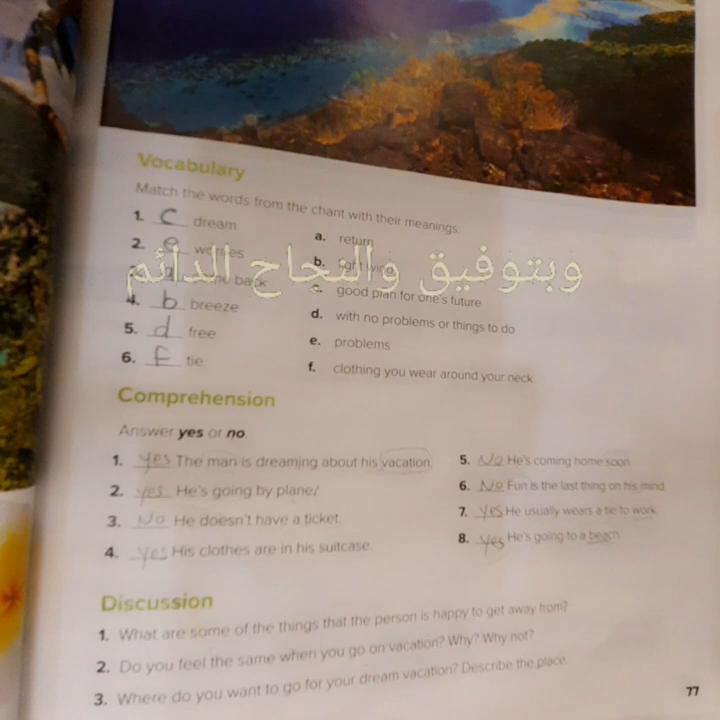 Vocabulary
Match the words from the chant with their meanings.
1. c dream
2. e worries
3. a back
4. b breeze
5. d free
6. f tie
a. return
b. light wind
c. good plan for one's future
d. with no problems or things to do
e. problems
f. clothing you wear around your neck
وبتوفيق والنجاح الدائم
Comprehension
Answer yes or no.
1. yes The man is dreaming about his vacation.
2. yes He's going by plane.
3. No He doesn't have a ticket.
4. yes His clothes are in his suitcase.
5. No He's coming home soon.
6. No Fun is the last thing on his mind.
7. yes He usually wears a tie to work.
8. yes He's going to a beach.
Discussion
1. What are some of the things that the person is happy to get away from?
2. Do you feel the same when you go on vacation? Why? Why not?
3. Where do you want to go for your dream vacation? Describe the place.
77